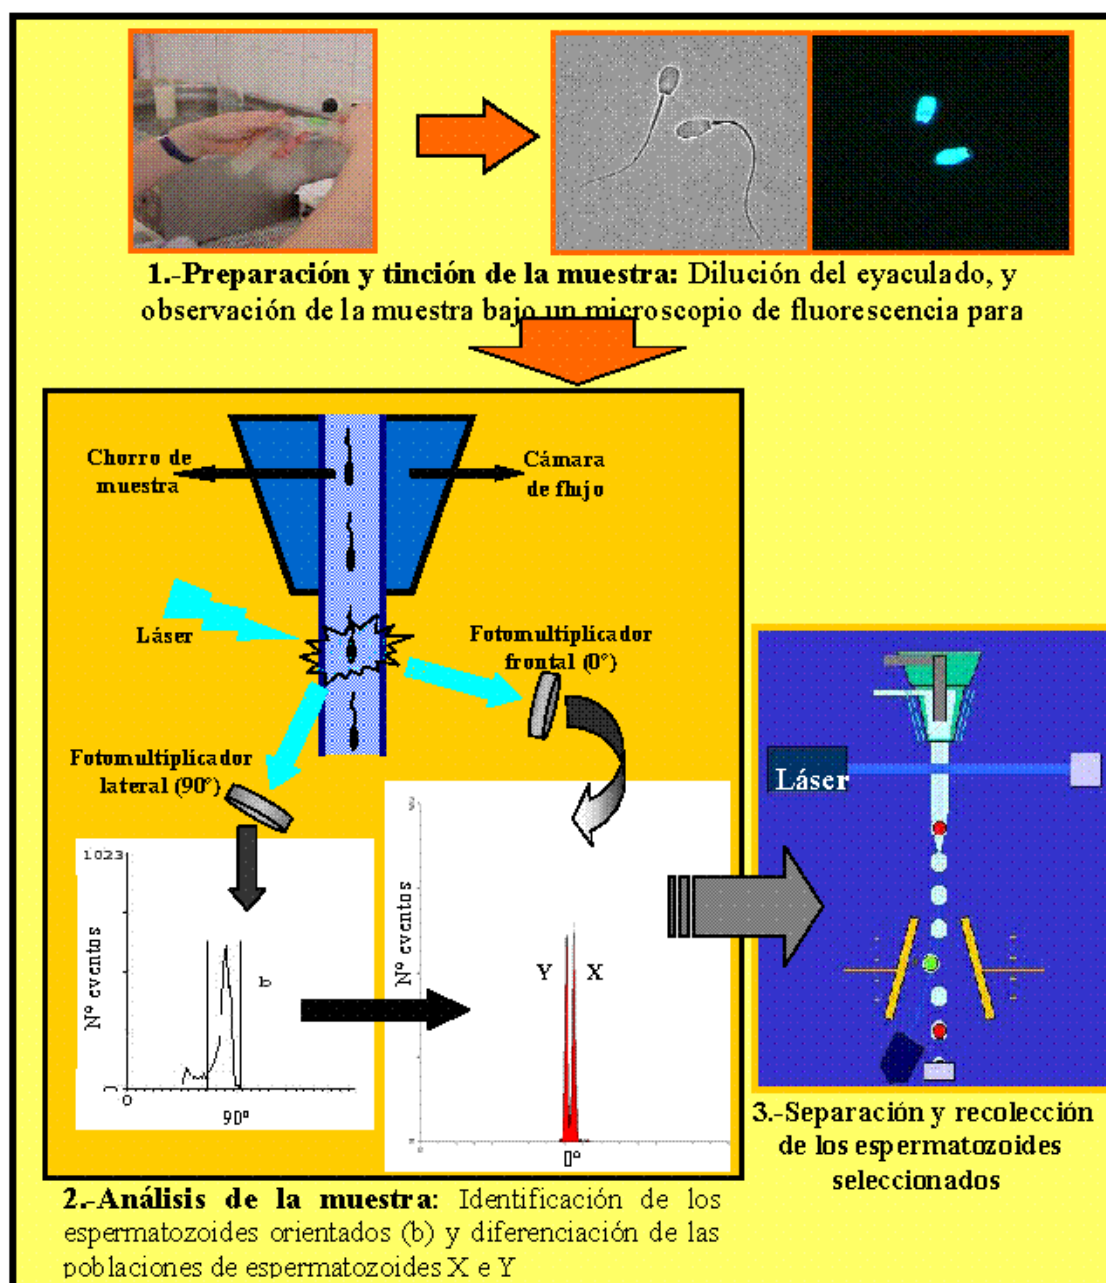 1.-Preparación y tinción de la muestra: Dilución del eyaculado, y
observación de la muestra bajo un microscopio de fluorescencia para
Chorro de
muestra
Cámara
de flujo
Láser
Fotomultiplicador
frontal (0°)
Fotomultiplicador
lateral (90°)
1023
Nº eventos
b
0
0
90°
Nº eventos
Y
X
0°
Láser
3.-Separación y recolección
de los espermatozoides
seleccionados
2.-Análisis de la muestra: Identificación de los
espermatozoides orientados (b) y diferenciación de las
poblaciones de espermatozoides X e Y